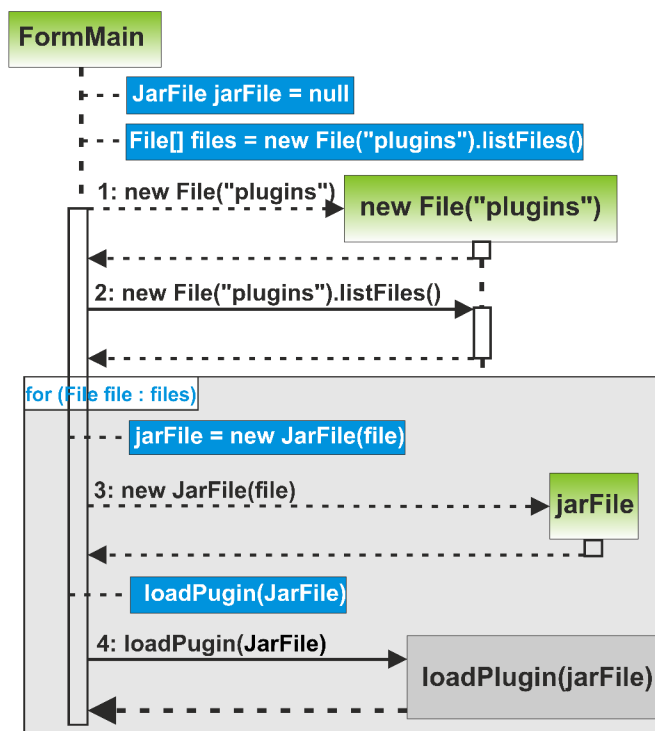 FormMain
JarFile jarFile = null
File[] files = new File("plugins").listFiles()
1: new File("plugins")
new File("plugins")
2: new File("plugins").listFiles()
for (File file : files)
jarFile = new JarFile(file)
3: new JarFile(file)
jarFile
loadPugin(JarFile)
4: loadPugin(JarFile)
loadPlugin(jarFile)